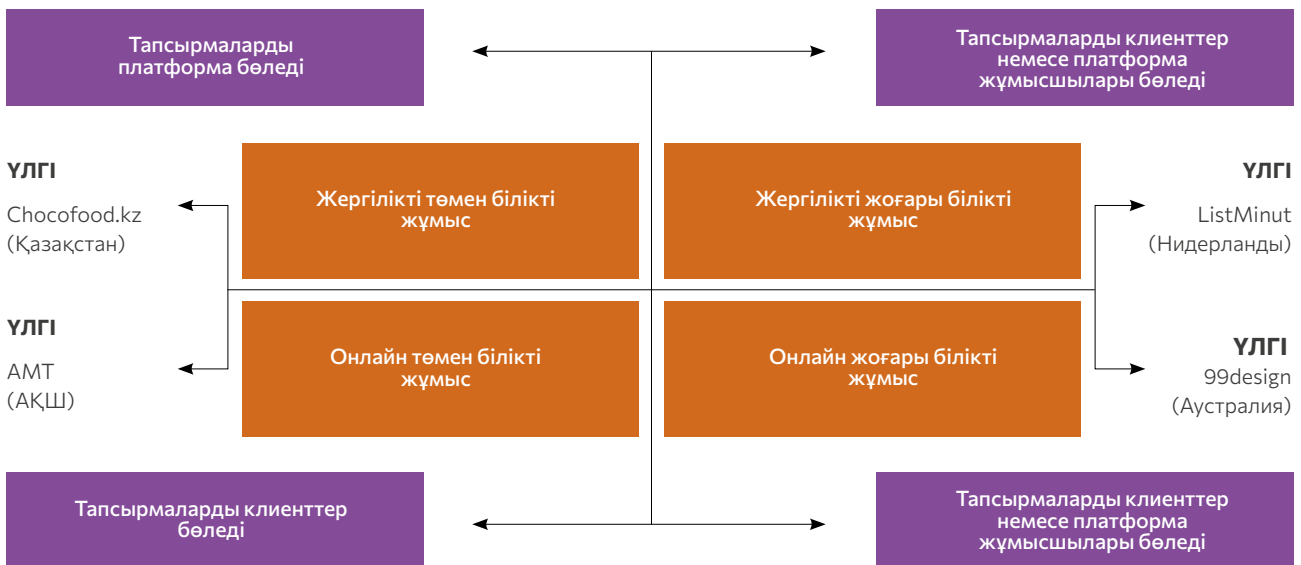 Тапсырмаларды
платформа бөледі
Тапсырмаларды клиенттер
немесе платформа
жұмысшылары бөледі
ҮЛГІ
Chocofood.kz
(Қазақстан)
Жергілікті төмен білікті
жұмыс
Жергілікті жоғары білікті
жұмыс
ҮЛГІ
ListMinut
(Нидерланды)
ҮЛГІ
АМТ
(АҚШ)
Онлайн төмен білікті
жұмыс
Онлайн жоғары білікті
жұмыс
ҮЛГІ
99design
(Аустралия)
Тапсырмаларды клиенттер
бөледі
Тапсырмаларды клиенттер
немесе платформа
жұмысшылары бөледі